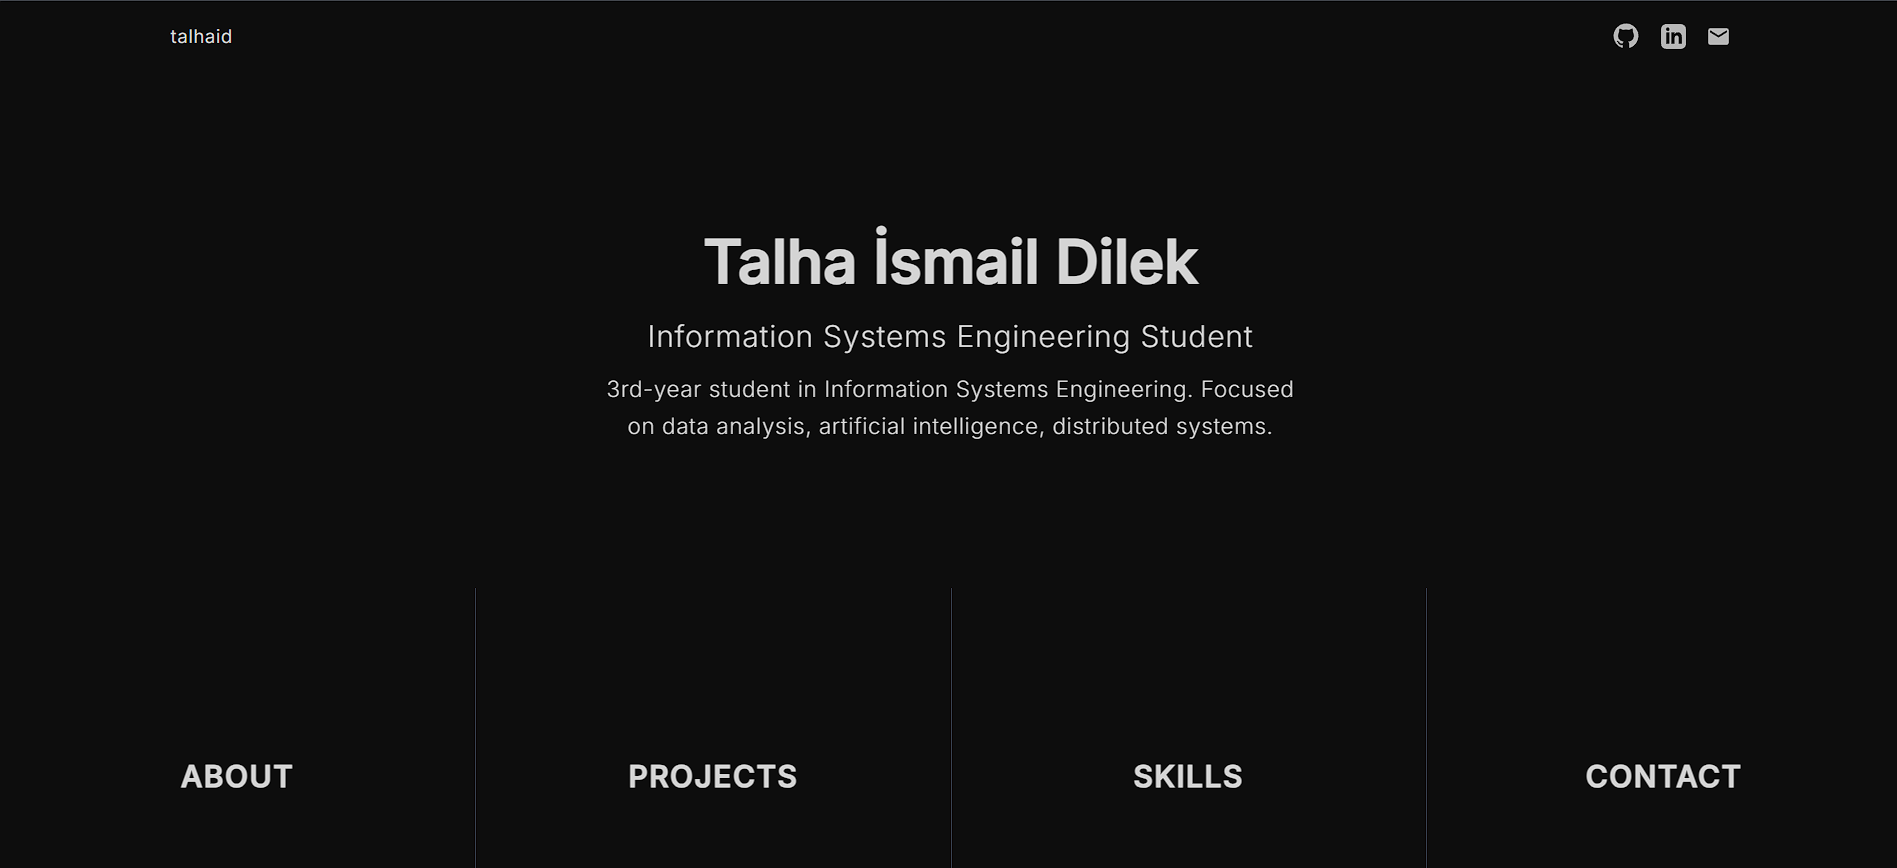 talhaid
in
Talha İsmail Dilek
Information Systems Engineering Student
3rd-year student in Information Systems Engineering. Focused
on data analysis, artificial intelligence, distributed systems.
ABOUT
PROJECTS
SKILLS
CONTACT